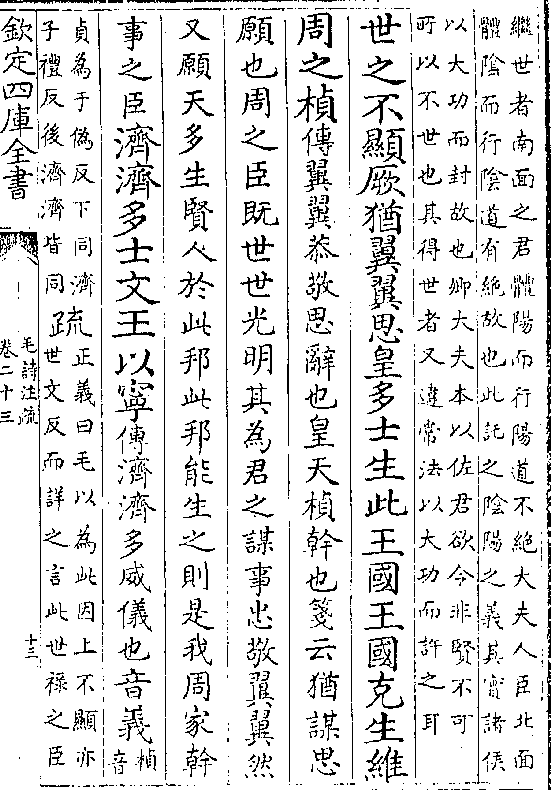 繼世者南面之君體陽而行陽道不絶大夫人臣北面
體陰而行陰道有絶故也此託之陰陽之義其實諸侯
以大功而封故也卿大夫本以佐君欲令非賢不可
所以不世也其得世者又違常法以大功而許之耳
世之不顯厥猶翼翼思皇多士生此王國王國克生維
周之楨傳翼翼恭敬思辭也皇天楨幹也箋云猶謀思
願也周之臣既世世光明其為君之謀事忠敬翼翼然
又願天多生賢人於此邦此邦能生之則是我周家幹
事之臣濟濟多士文王以寧傳濟濟多威儀也音義楨
音
貞為于偽反下同濟
子禮反後濟濟皆同疏正義曰毛以為此因上不顯亦
世文反而詳之言此世祿之臣
欽定四庫全書
毛詩注疏
卷二十三
十三